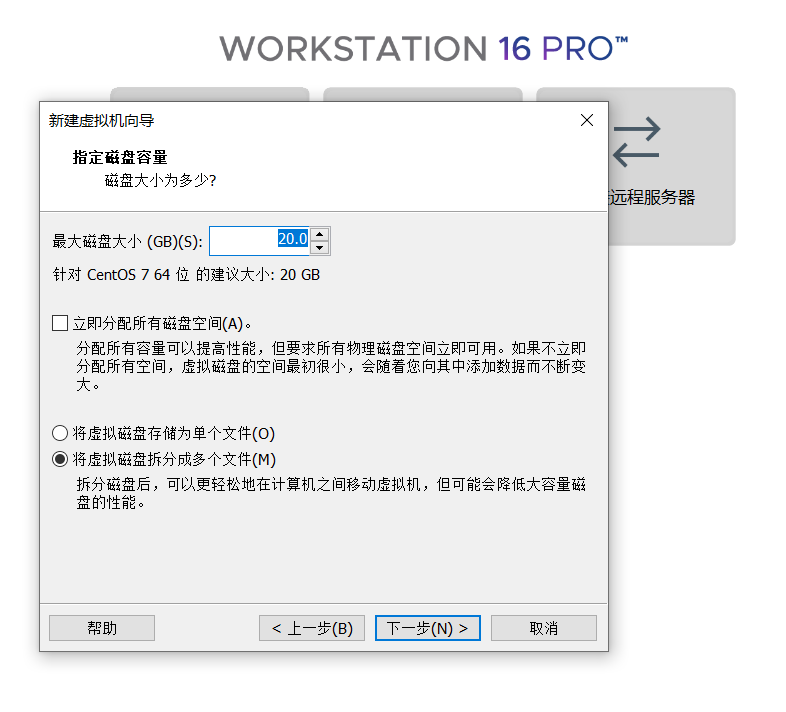 WORKSTATION 16 PRO™
新建虚拟机向导
指定磁盘容量
磁盘大小为多少?
远程服务器
最大磁盘大小 (GB)(S): 20.0
针对 CentOS 7 64 位 的建议大小: 20 GB
立即分配所有磁盘空间(A)。
分配所有容量可以提高性能，但要求所有物理磁盘空间立即可用。如果不立即
分配所有空间，虚拟磁盘的空间最初很小，会随着您向其中添加数据而不断变
大。
将虚拟磁盘存储为单个文件(O)
将虚拟磁盘拆分成多个文件(M)
拆分磁盘后，可以更轻松地在计算机之间移动虚拟机，但可能会降低大容量磁
盘的性能。
帮助 < 上一步(B) 下一步(N) > 取消